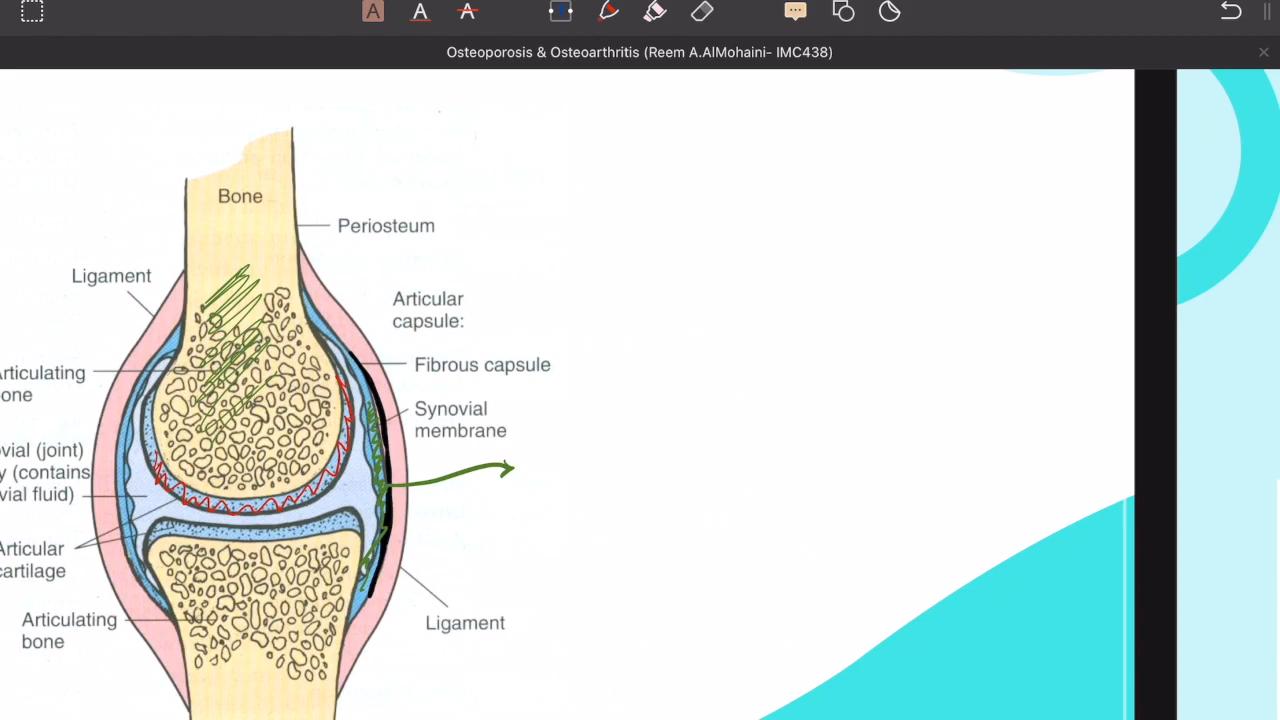 A A A
Osteoporosis & Osteoarthritis (Reem A.AlMohaini- IMC438)
Bone
Periosteum
Ligament
Articular
capsule:
Fibrous capsule
Articulating
one
Synovial
membrane
ovial (joint)
y (contains
vial fluid)
Articular
cartilage
Articulating
bone
Ligament